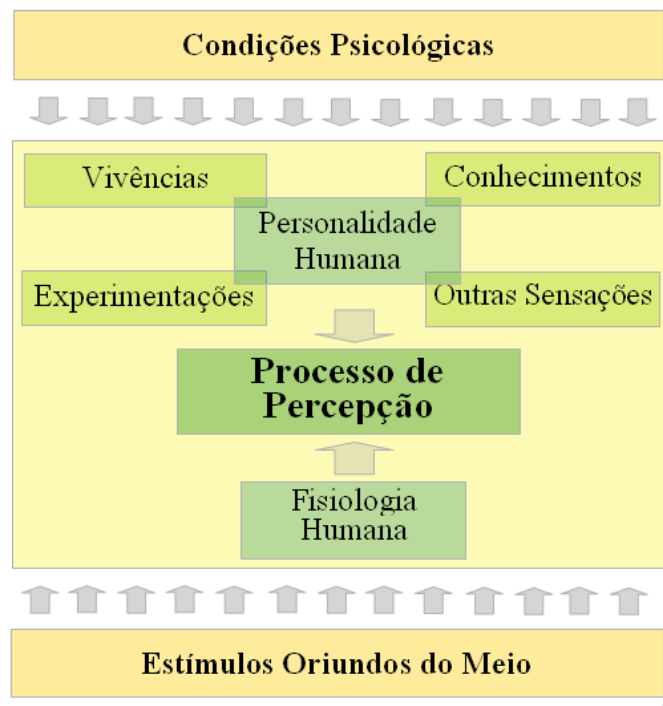 Condições Psicológicas
Vivências
Conhecimentos
Personalidade
Humana
Experimentações
Outras Sensações
Processo de
Percepção
Fisiologia
Humana
Estímulos Oriundos do Meio